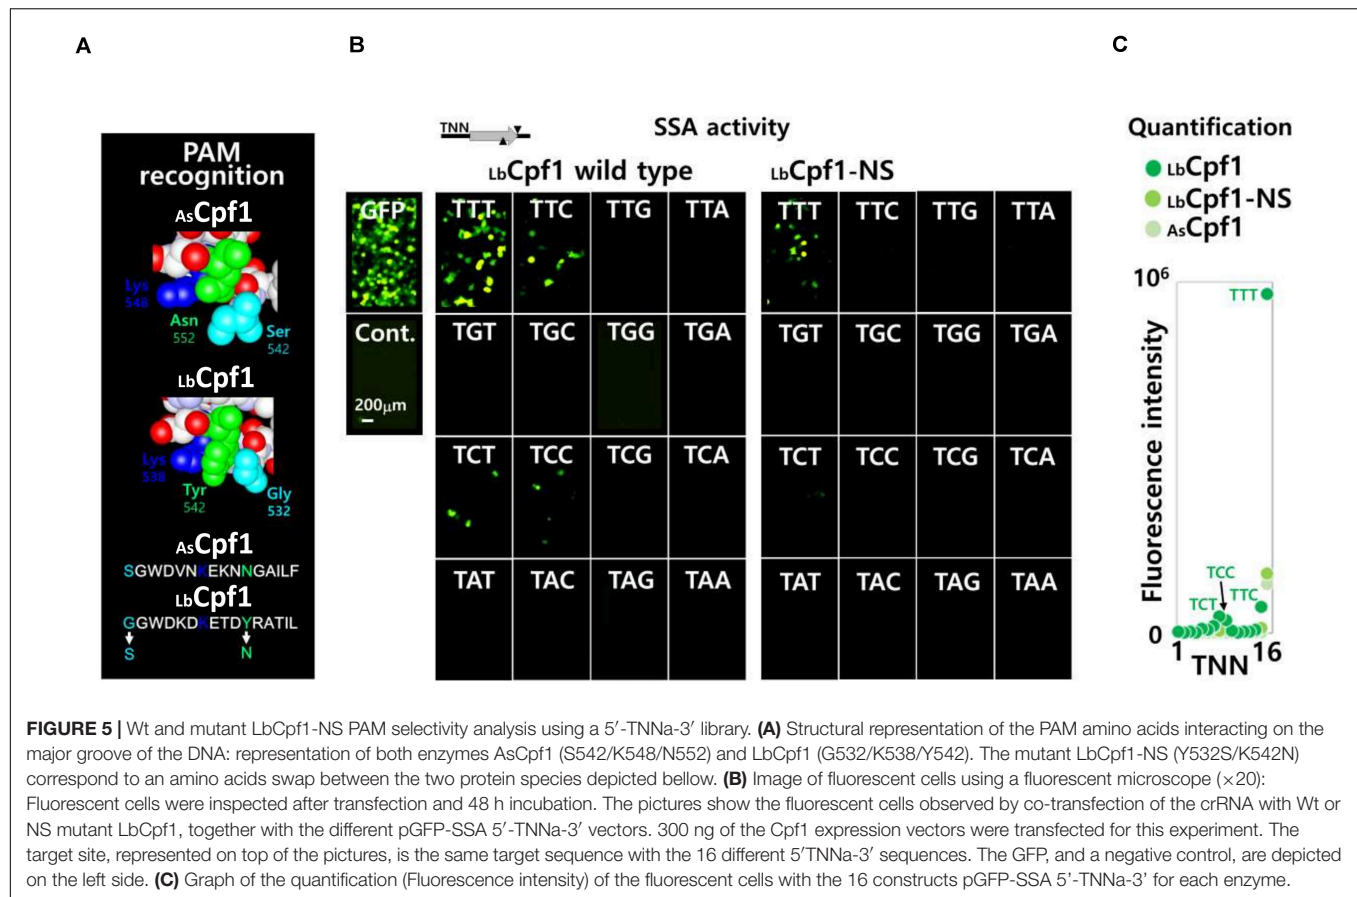 A
B
C
PAM
recognition
AsCpf1
Lys
548
Asn
552
Ser
542
LbCpf1
Lys
538
Tyr
542
Gly
532
AsCpf1
SGWDVNKEKNNGAILF
LbCpf1
GGWDKDKETDYRATIL
S N
TNN
SSA activity
LbCpf1 wild type LbCpf1-NS
GFP TTT TTC TTG TTA TTT TTC TTG TTA
Cont. TGT TGC TGG TGA TGT TGC TGG TGA
200μm
TCT TCC TCG TCA TCT TCC TCG TCA
TAT TAC TAG TAA TAT TAC TAG TAA
Quantification
LbCpf1
LbCpf1-NS
AsCpf1
10⁶
TTT
Fluorescence intensity
TCC
TCT TTC
0
1 TNN 16
FIGURE 5 | Wt and mutant LbCpf1-NS PAM selectivity analysis using a 5′-TNNa-3′ library. (A) Structural representation of the PAM amino acids interacting on the
major groove of the DNA: representation of both enzymes AsCpf1 (S542/K548/N552) and LbCpf1 (G532/K538/Y542). The mutant LbCpf1-NS (Y532S/K542N)
correspond to an amino acids swap between the two protein species depicted bellow. (B) Image of fluorescent cells using a fluorescent microscope (×20):
Fluorescent cells were inspected after transfection and 48 h incubation. The pictures show the fluorescent cells observed by co-transfection of the crRNA with Wt or
NS mutant LbCpf1, together with the different pGFP-SSA 5′-TNNa-3′ vectors. 300 ng of the Cpf1 expression vectors were transfected for this experiment. The
target site, represented on top of the pictures, is the same target sequence with the 16 different 5′TNNa-3′ sequences. The GFP, and a negative control, are depicted
on the left side. (C) Graph of the quantification (Fluorescence intensity) of the fluorescent cells with the 16 constructs pGFP-SSA 5'-TNNa-3' for each enzyme.